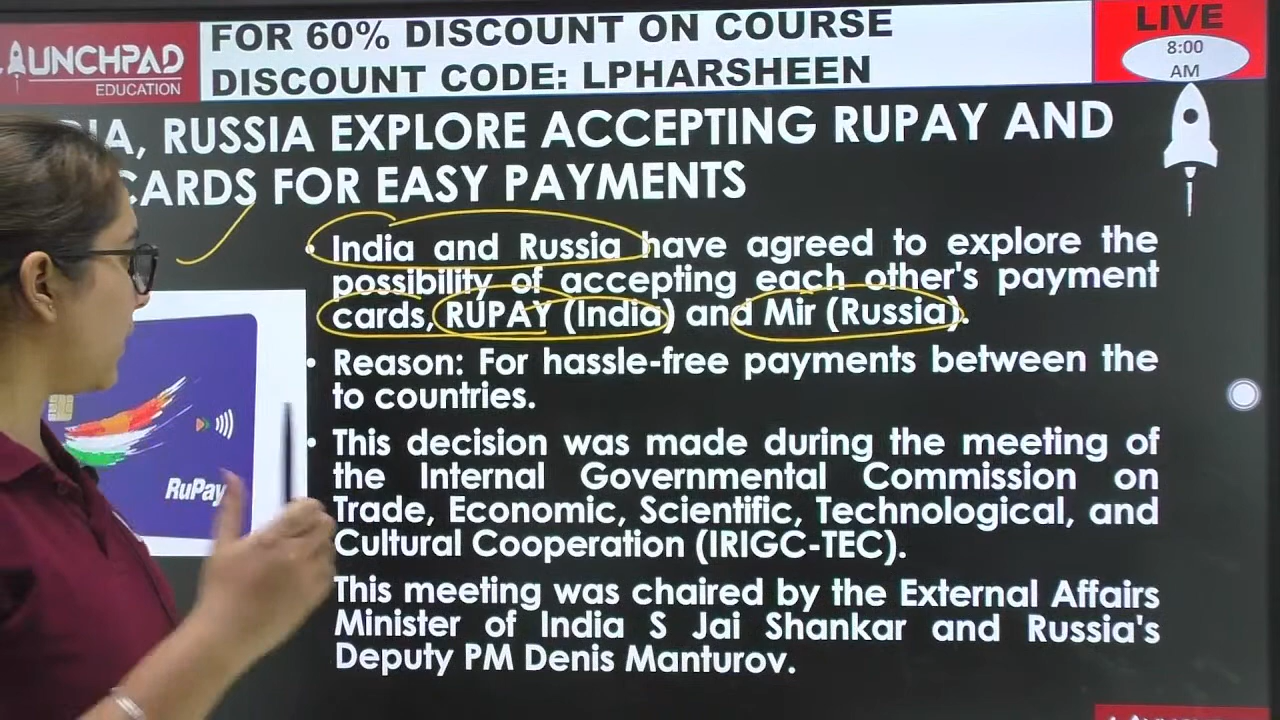 FOR 60% DISCOUNT ON COURSE
DISCOUNT CODE: LPHARSHEEN
LAUNCHPAD
EDUCATION
LIVE
8:00
AM
RUSSIA EXPLORE ACCEPTING RUPAY AND
CARDS FOR EASY PAYMENTS
• India and Russia have agreed to explore the
possibility of accepting each other's payment
cards, RUPAY (India) and Mir (Russia).
• Reason: For hassle-free payments between the
to countries.
• This decision was made during the meeting of
the Internal Governmental Commission on
Trade, Economic, Scientific, Technological, and
Cultural Cooperation (IRIGC-TEC).
This meeting was chaired by the External Affairs
Minister of India S Jai Shankar and Russia's
Deputy PM Denis Manturov.
RuPay